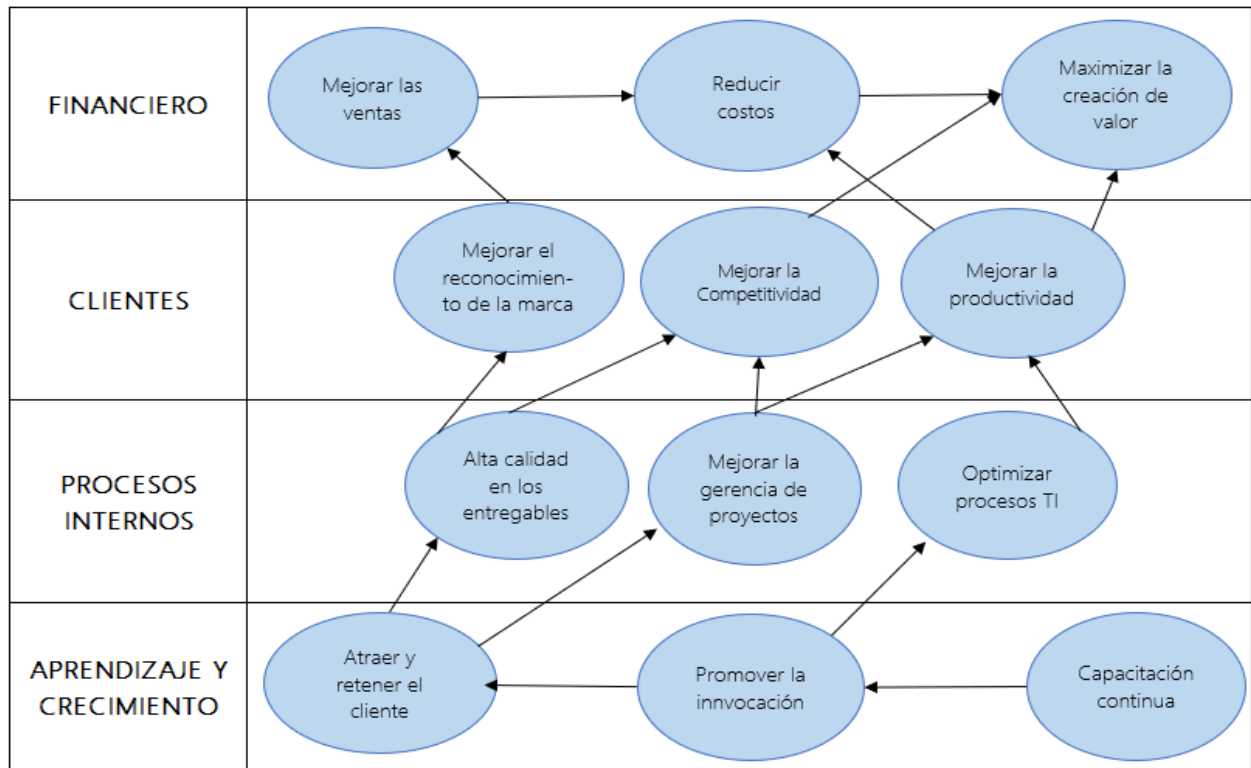 FINANCIERO
Mejorar las
ventas
Reducir
costos
Maximizar la
creación de
valor
CLIENTES
Mejorar el
reconocimien-
to de la marca
Mejorar la
Competitividad
Mejorar la
productividad
PROCESOS
INTERNOS
Alta calidad
en los
entregables
Mejorar la
gerencia de
proyectos
Optimizar
procesos TI
APRENDIZAJE Y
CRECIMIENTO
Atraer y
retener el
cliente
Promover la
innvocación
Capacitación
continua